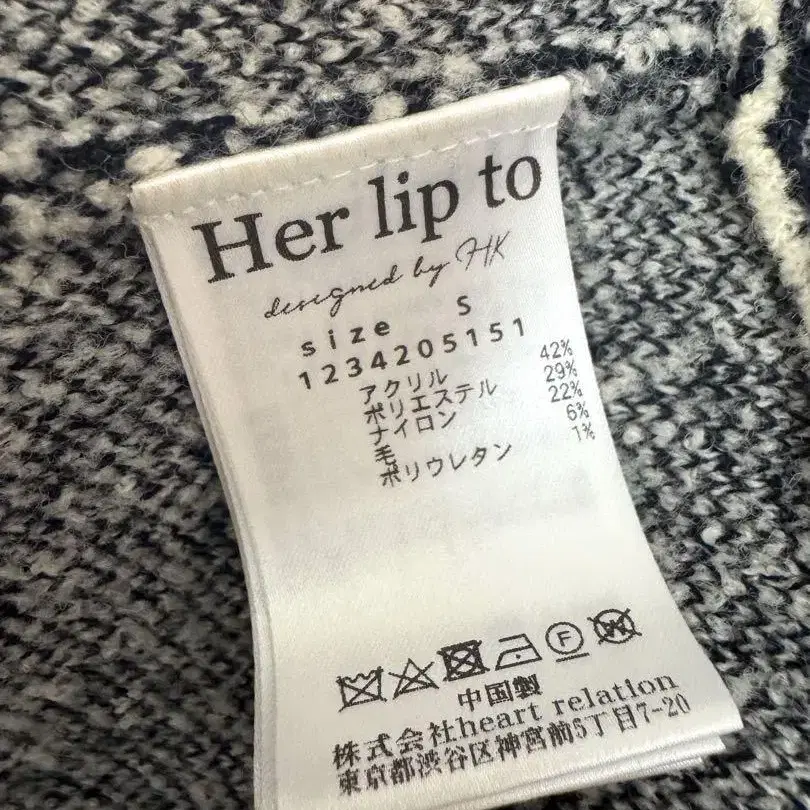 Her lip to
designed by HK
size S
1234205151
アクリル 42%
ポリエステル 29%
ナイロン 22%
毛 6%
ポリウレタン 1%
F
W
中国製
株式会社heart relation
東京都渋谷区神宮前5丁目7-20